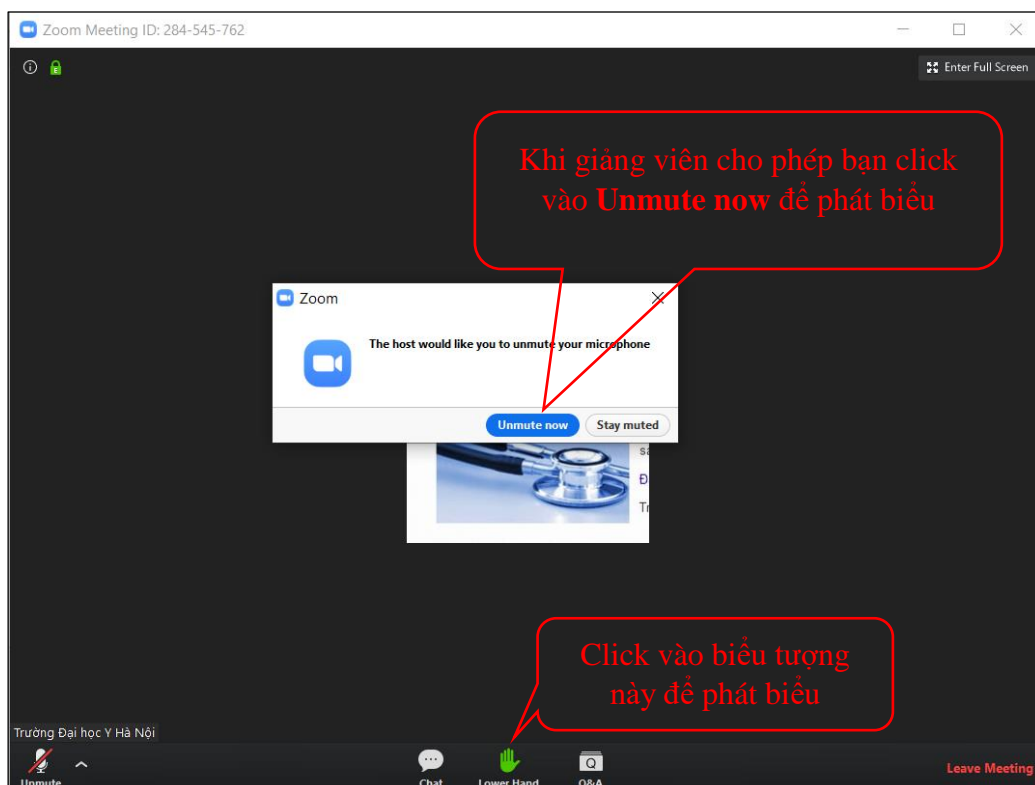 Zoom Meeting ID: 284-545-762
Enter Full Screen
Khi giảng viên cho phép bạn click
vào Unmute now để phát biểu
Zoom
The host would like you to unmute your microphone
Unmute now
Stay muted
Đ
Click vào biểu tượng
này để phát biểu
Trường Đại học Y Hà Nội
Unmute
Chat
Lower Hand
Q&A
Leave Meeting